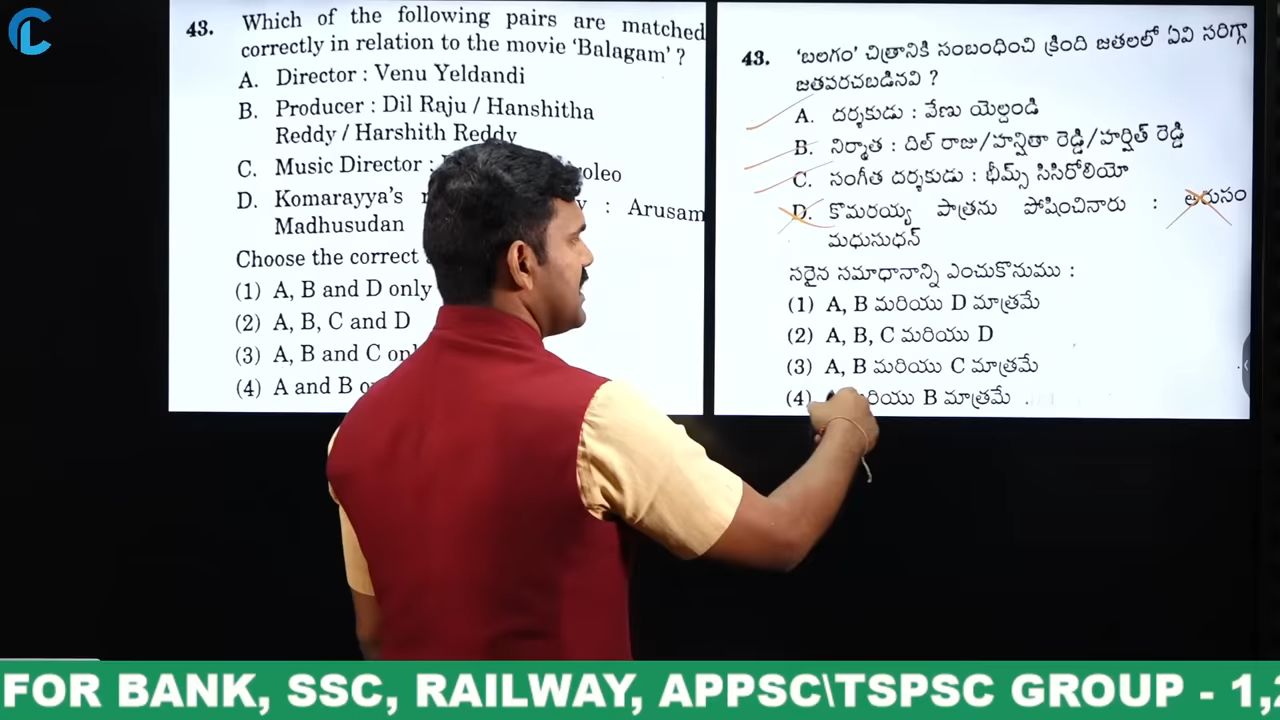 43. Which of the following pairs are matched
correctly in relation to the movie 'Balagam' ?
A. Director : Venu Yeldandi
B. Producer : Dil Raju / Hanshitha
Reddy / Harshith Reddy
C. Music Director :
D. Komarayya's : Arusam
Madhusudan
Choose the correct
(1) A, B and D only
(2) A, B, C and D
(3) A, B and C
(4) A and B
43. 'బలగం' చిత్రానికి సంబంధించి క్రింది జతలలో ఏవి సరిగ్గా
జతపరచబడినవి ?
A. దర్శకుడు : వేణు యెల్దండి
B. నిర్మాత : దిల్ రాజు/హన్షితా రెడ్డి/హర్షిత్ రెడ్డి
C. సంగీత దర్శకుడు : భీమ్స్ సిసిరోలియో
D. కొమరయ్య పాత్రను పోషించినారు : అరుసం
మధుసుధన్
సరైన సమాధానాన్ని ఎంచుకొనుము :
(1) A, B మరియు D మాత్రమే
(2) A, B, C మరియు D
(3) A, B మరియు C మాత్రమే
(4) B మాత్రమే
FOR BANK, SSC, RAILWAY, APPSC\TSPSC GROUP - 1,